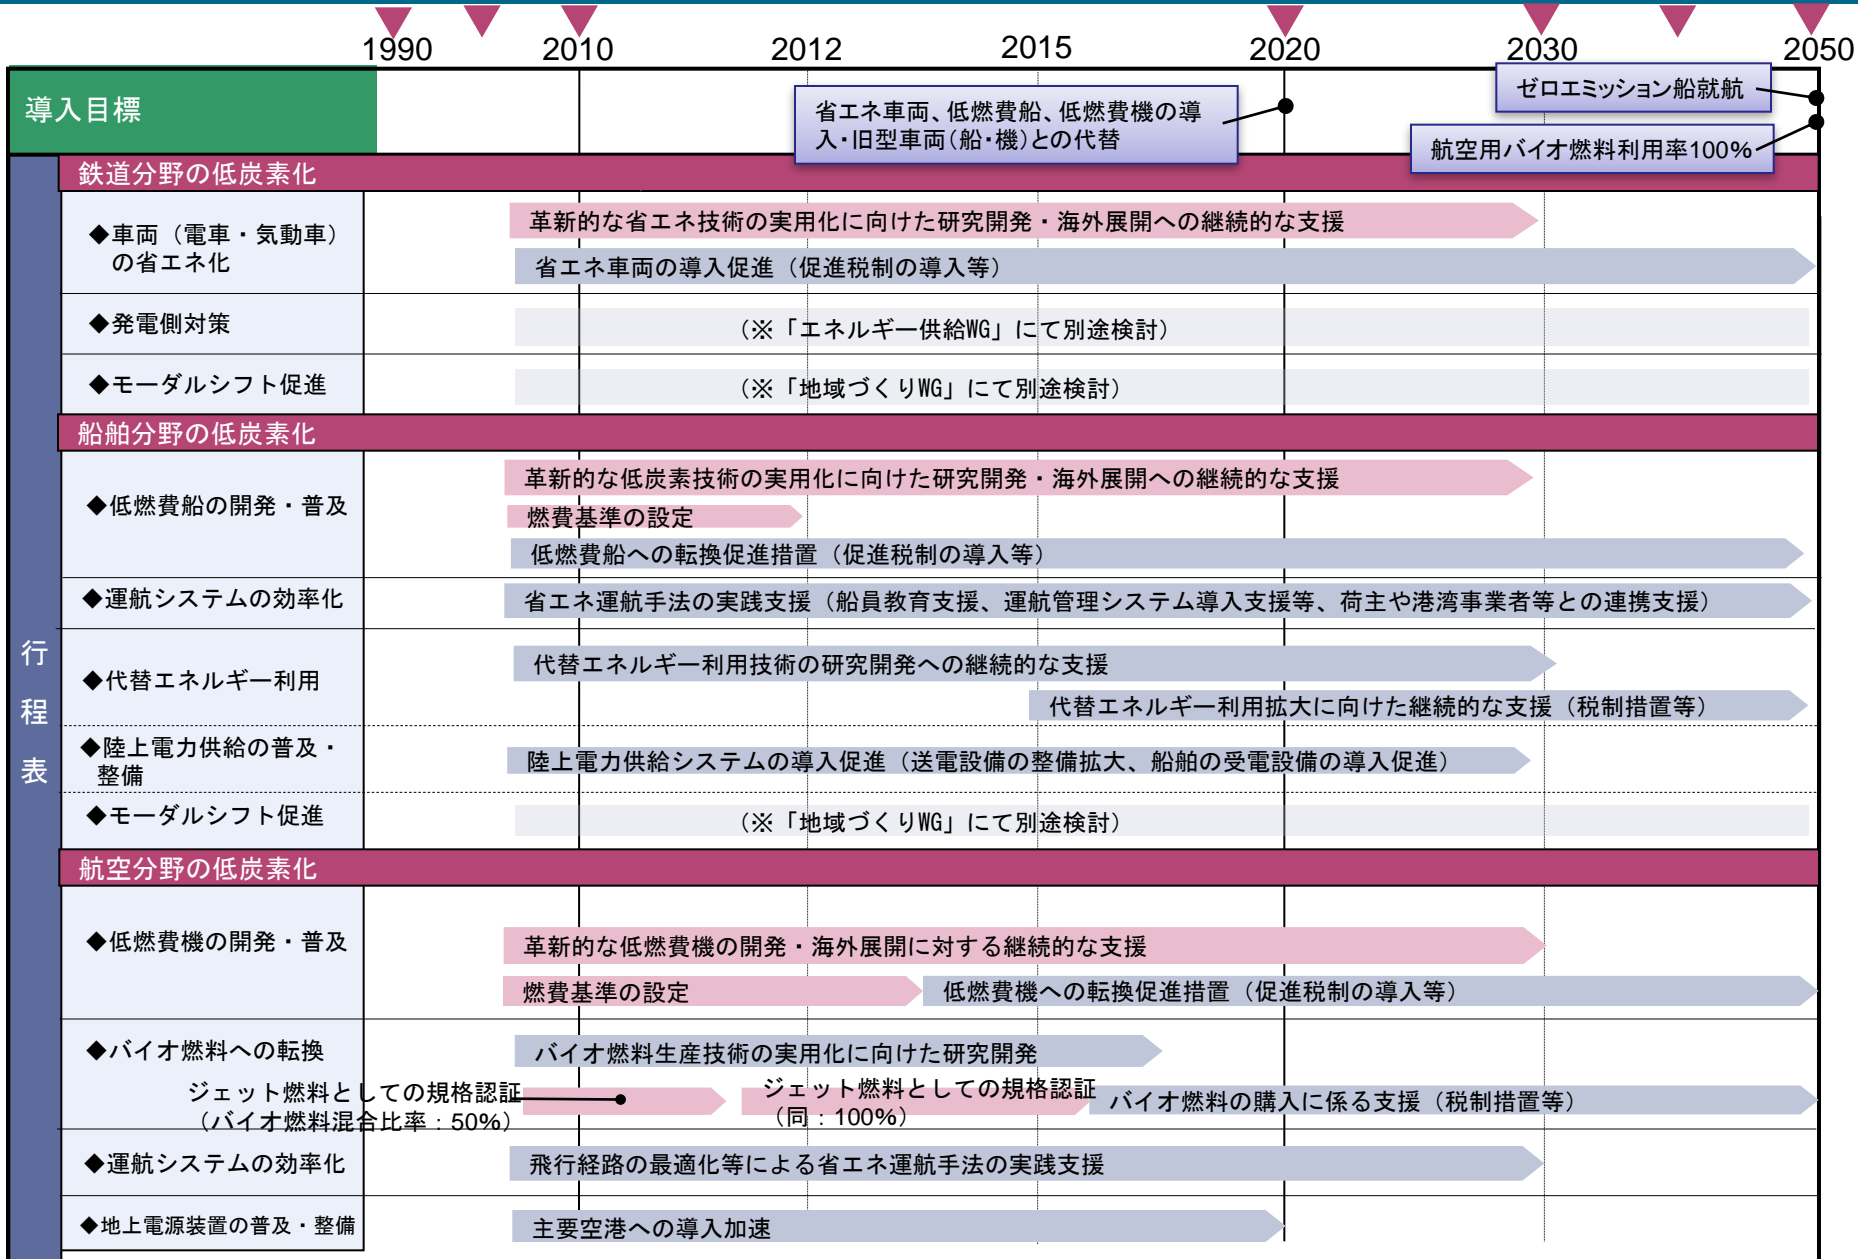 1990 2010 2012 2015 2020 2030 2050
導入目標
省エネ車両、低燃費船、低燃費機の導
入・旧型車両(船・機)との代替
ゼロエミッション船就航
航空用バイオ燃料利用率100%
行程表
鉄道分野の低炭素化
◆車両（電車・気動車）
の省エネ化
革新的な省エネ技術の実用化に向けた研究開発・海外展開への継続的な支援
省エネ車両の導入促進（促進税制の導入等）
◆発電側対策
（※「エネルギー供給WG」にて別途検討）
◆モーダルシフト促進
（※「地域づくりWG」にて別途検討）
船舶分野の低炭素化
◆低燃費船の開発・普及
革新的な低炭素技術の実用化に向けた研究開発・海外展開への継続的な支援
燃費基準の設定
低燃費船への転換促進措置（促進税制の導入等）
◆運航システムの効率化
省エネ運航手法の実践支援（船員教育支援、運航管理システム導入支援等、荷主や港湾事業者等との連携支援）
◆代替エネルギー利用
代替エネルギー利用技術の研究開発への継続的な支援
代替エネルギー利用拡大に向けた継続的な支援（税制措置等）
◆陸上電力供給の普及・
整備
陸上電力供給システムの導入促進（送電設備の整備拡大、船舶の受電設備の導入促進）
◆モーダルシフト促進
（※「地域づくりWG」にて別途検討）
航空分野の低炭素化
◆低燃費機の開発・普及
革新的な低燃費機の開発・海外展開に対する継続的な支援
燃費基準の設定
低燃費機への転換促進措置（促進税制の導入等）
◆バイオ燃料への転換
バイオ燃料生産技術の実用化に向けた研究開発
ジェット燃料としての規格認証
（バイオ燃料混合比率：50%）
ジェット燃料としての規格認証
（同：100%）
バイオ燃料の購入に係る支援（税制措置等）
◆運航システムの効率化
飛行経路の最適化等による省エネ運航手法の実践支援
◆地上電源装置の普及・整備
主要空港への導入加速